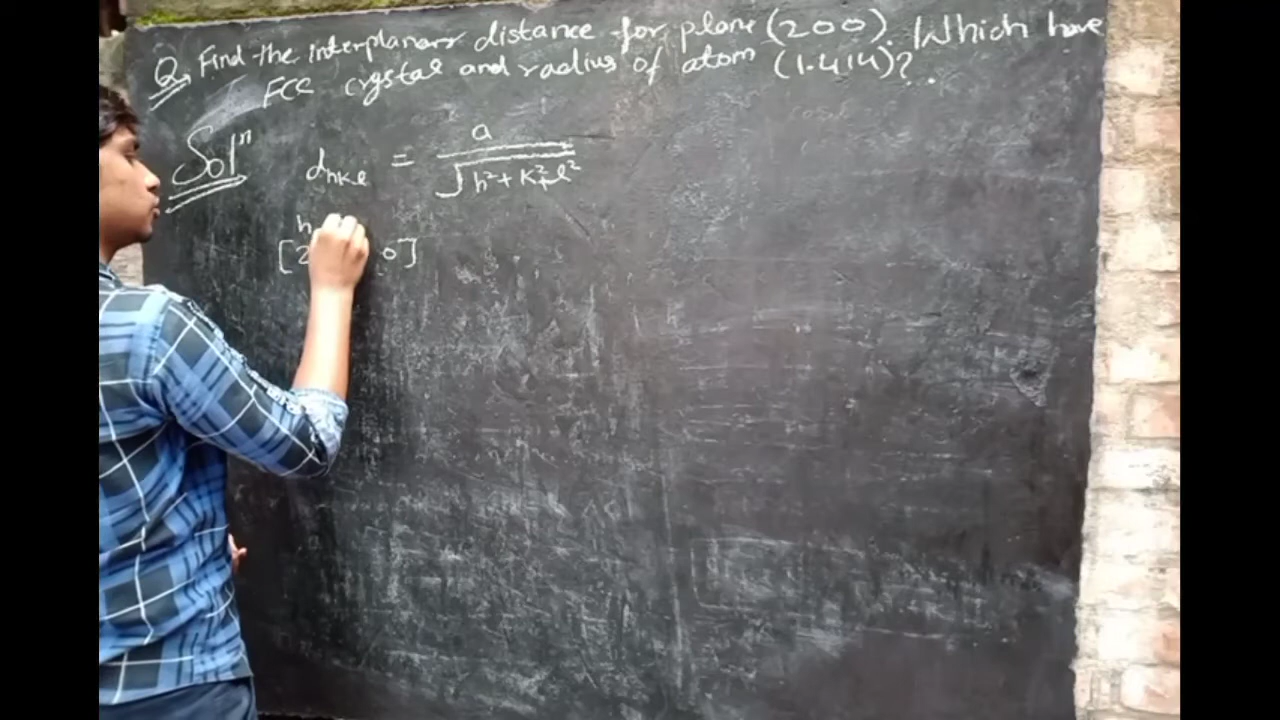 Q. Find the interplanar distance for plane (200). Which have
FCC crystal and radius of atom (1.414)?.
Solⁿ
d_hkl = a / √h²+k²+l²
h
[2 0]